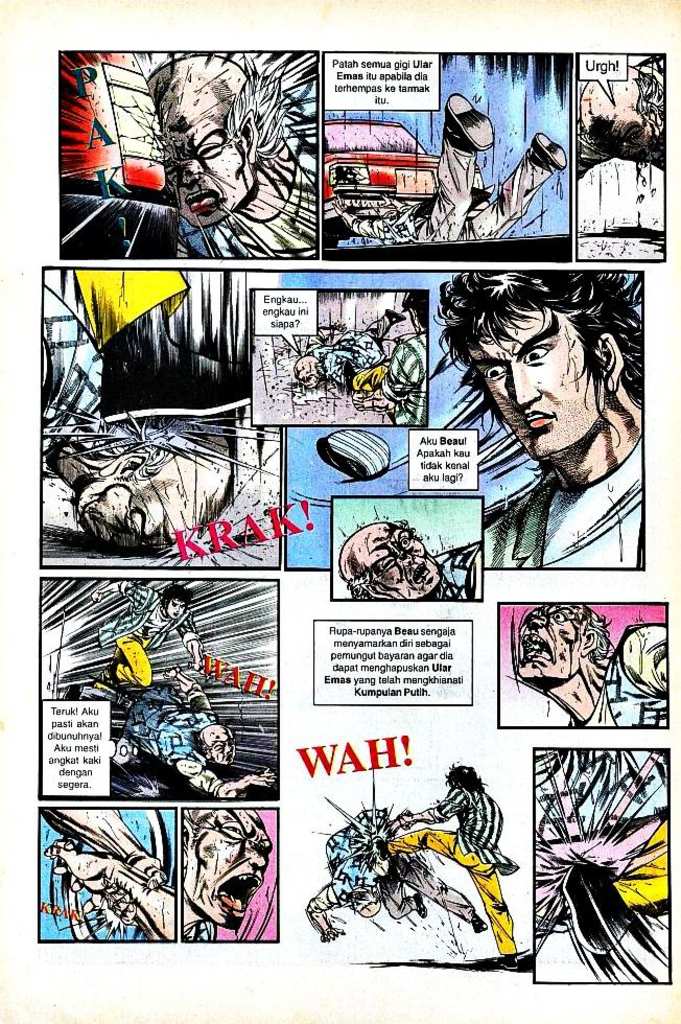 PAK!
Patah semua gigi Ular
Emas itu apabila dia
terhempas ke tarmak
itu.
Urgh!
Engkau...
engkau ini
siapa?
Aku Beau!
Apakah kau
tidak kenal
aku lagi?
KRAK!
WAH!
Teruk! Aku
pasti akan
dibunuhnya!
Aku mesti
angkat kaki
dengan
segera.
Rupa-rupanya Beau sengaja
menyamarkan diri sebagai
pemungut bayaran agar dia
dapat menghapuskan Ular
Emas yang telah mengkhianati
Kumpulan Putih.
KRAK
WAH!